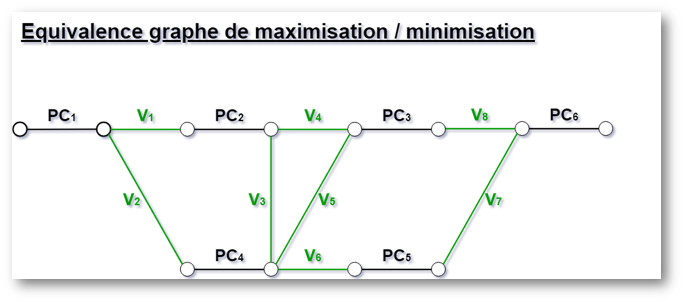 Equivalence graphe de maximisation / minimisation
PC1 V1 PC2 V4 PC3 V8 PC6
V2 V3 V5 V7
PC4 V6 PC5